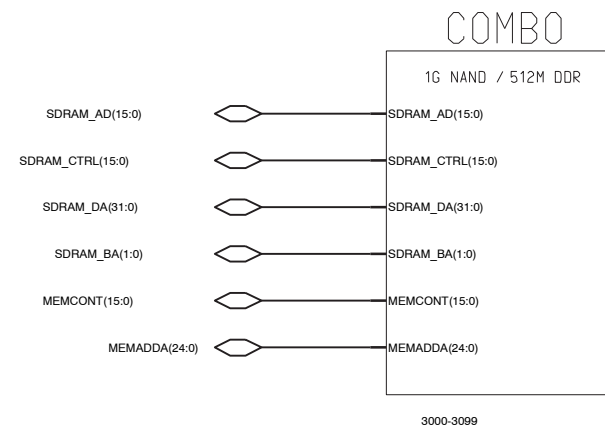 COMBO
1G NAND / 512M DDR
SDRAM_AD(15:0) SDRAM_AD(15:0)
SDRAM_CTRL(15:0) SDRAM_CTRL(15:0)
SDRAM_DA(31:0) SDRAM_DA(31:0)
SDRAM_BA(1:0) SDRAM_BA(1:0)
MEMCONT(15:0) MEMCONT(15:0)
MEMADDA(24:0) MEMADDA(24:0)
3000-3099